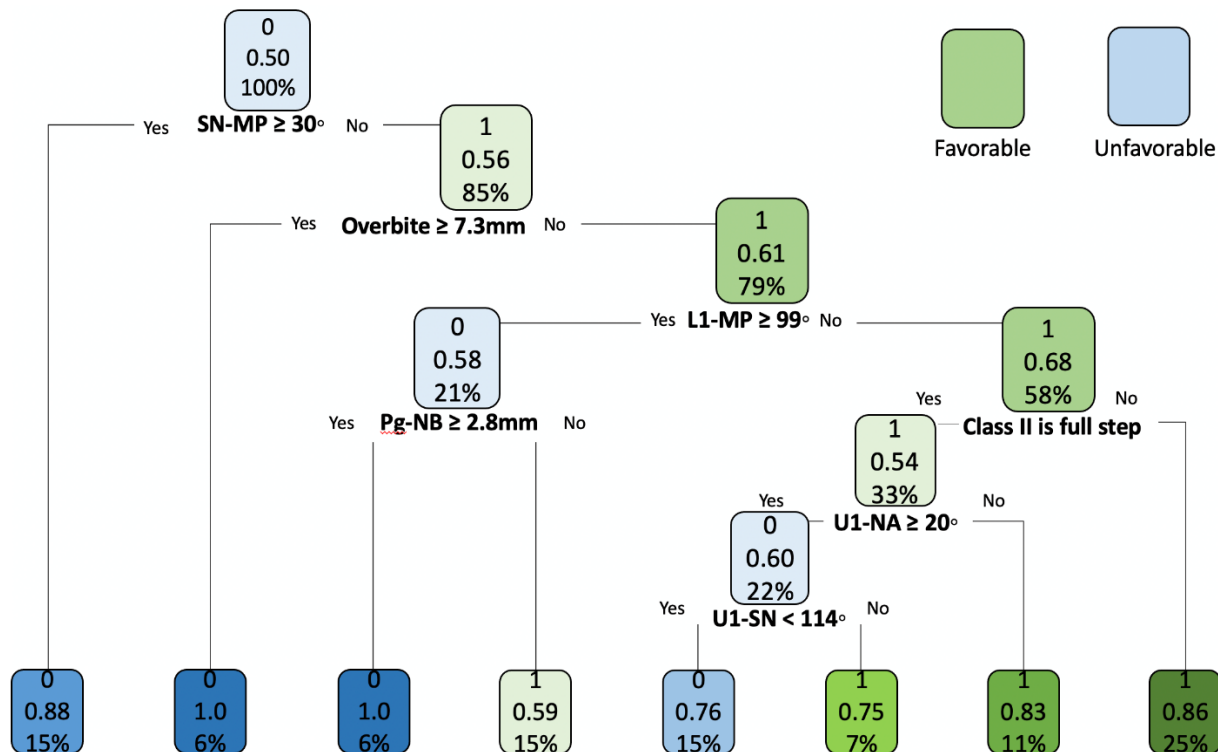 0
0.50
100%
Favorable
Unfavorable
Yes
SN-MP ≥ 30°
No
1
0.56
85%
Yes
Overbite ≥ 7.3mm
No
1
0.61
79%
Yes
L1-MP ≥ 99°
No
0
0.58
21%
1
0.68
58%
Yes
Pg-NB ≥ 2.8mm
No
Yes
Class II is full step
No
1
0.54
33%
Yes
U1-NA ≥ 20°
No
0
0.60
22%
Yes
U1-SN < 114°
No
0
0.88
15%
0
1.0
6%
0
1.0
6%
1
0.59
15%
0
0.76
15%
1
0.75
7%
1
0.83
11%
1
0.86
25%